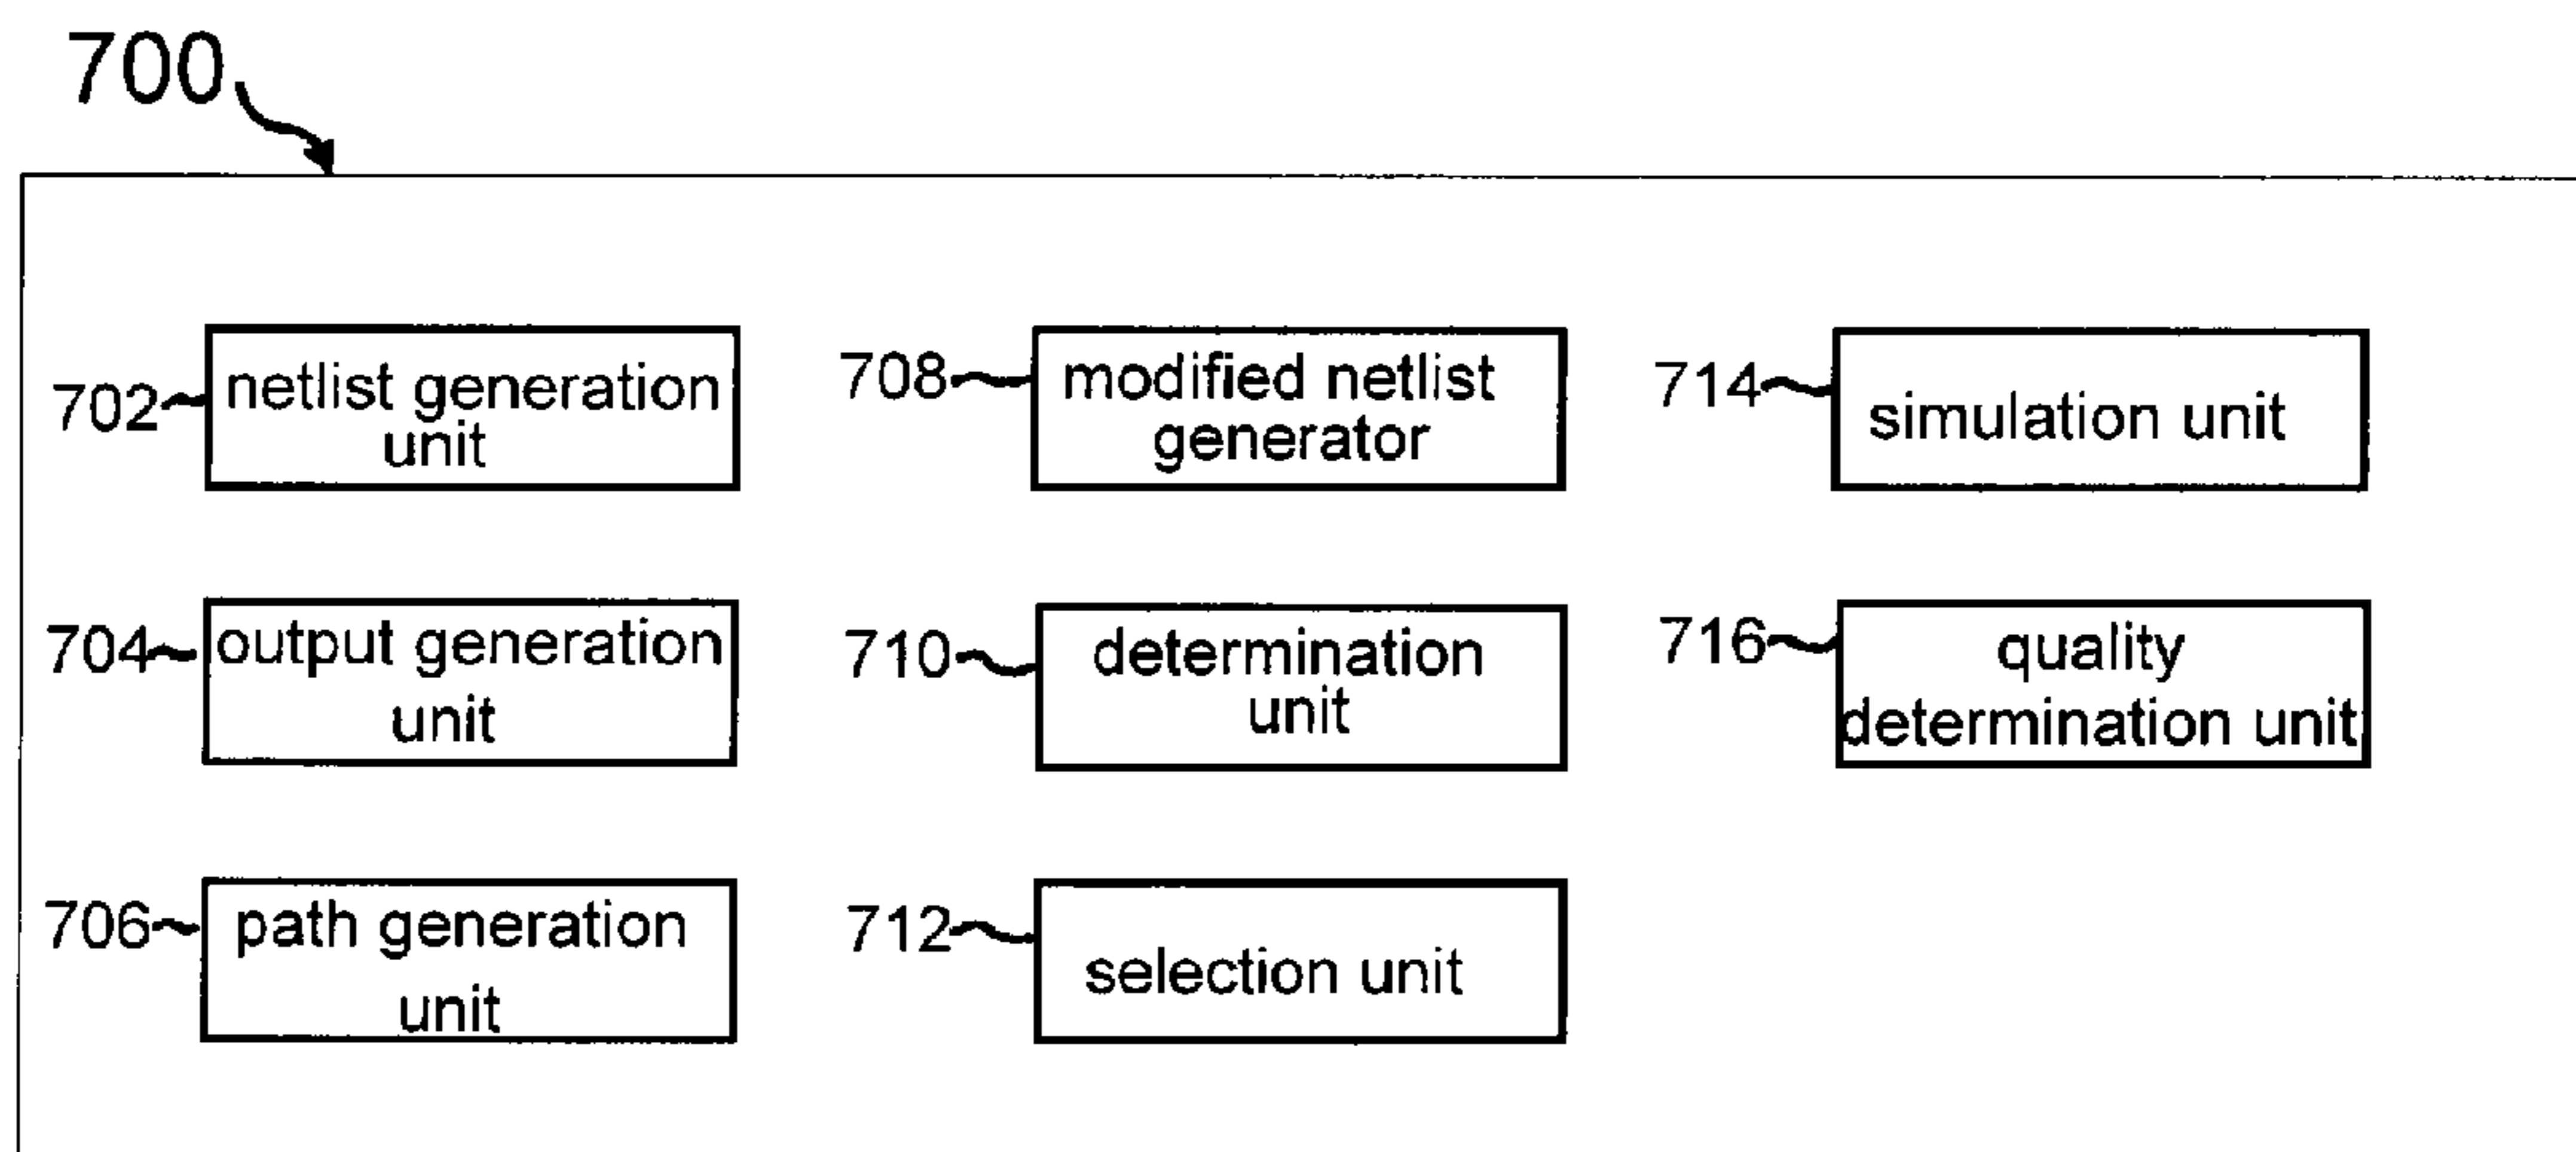 700
702
netlist generation
unit
704
output generation
unit
706
path generation
unit
708
modified netlist
generator
710
determination
unit
712
selection unit
714
simulation unit
716
quality
determination unit